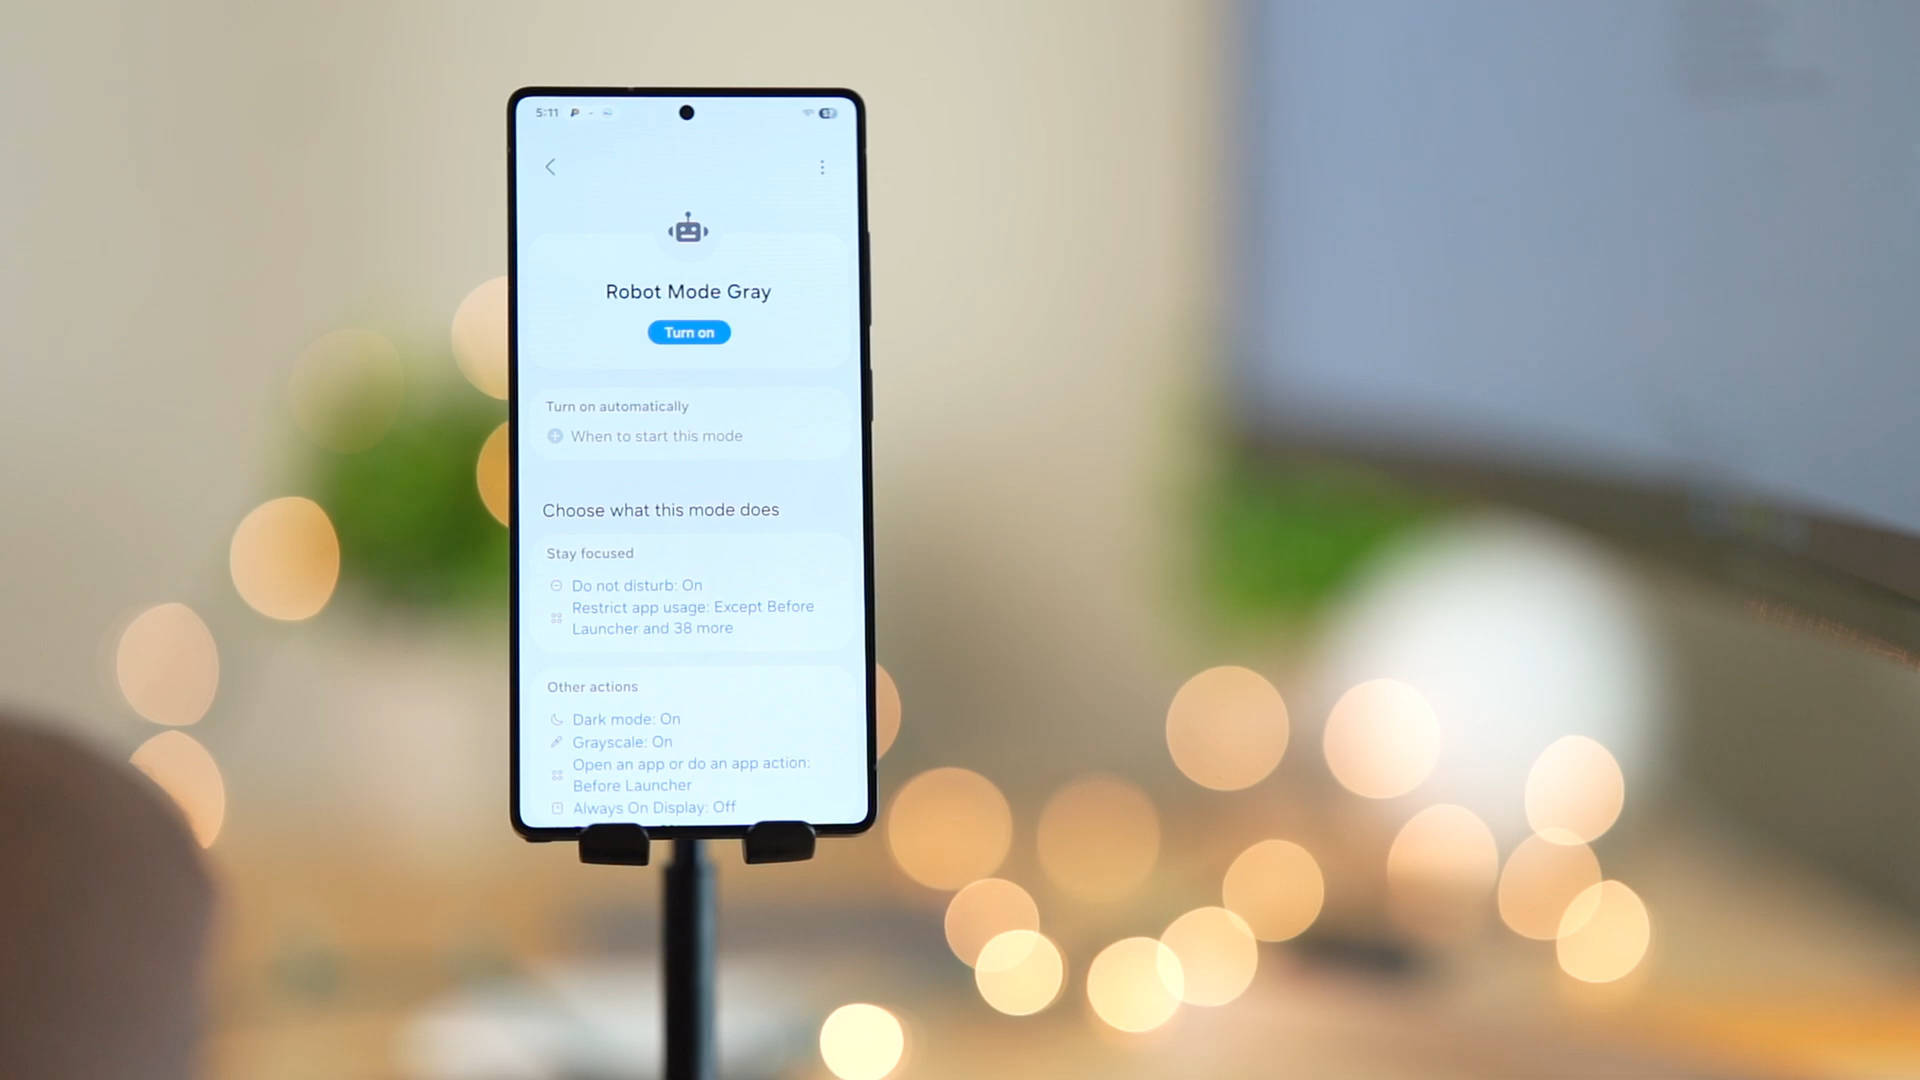 5:11
Robot Mode Gray
Turn on
Turn on automatically
When to start this mode
Choose what this mode does
Stay focused
Do not disturb: On
Restrict app usage: Except Before
Launcher and 38 more
Other actions
Dark mode: On
Grayscale: On
Open an app or do an app action:
Before Launcher
Always On Display: Off